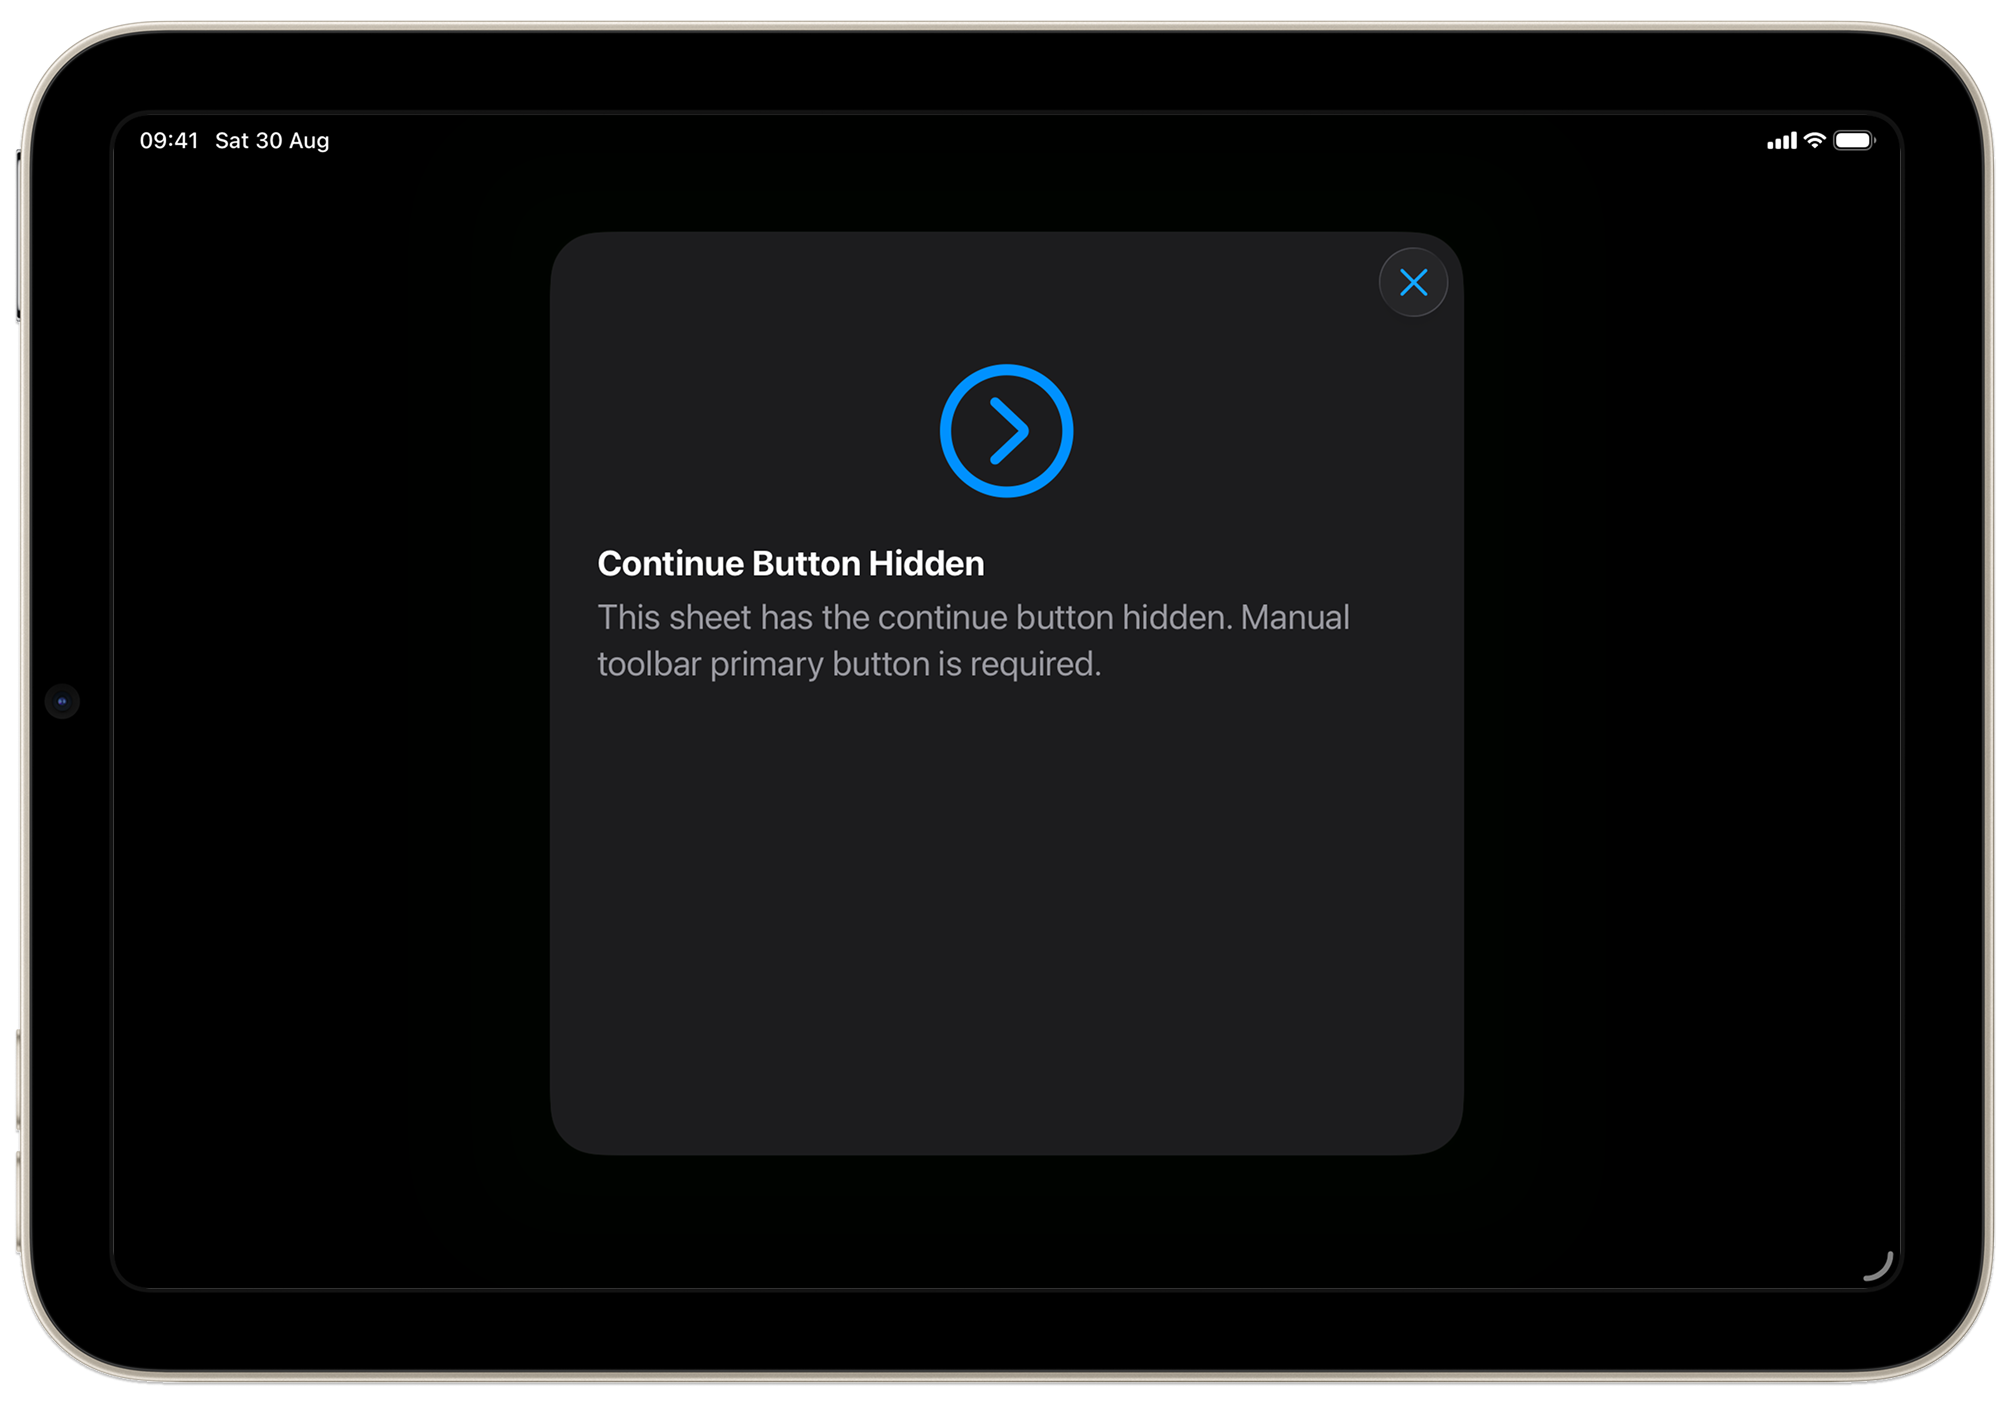 09:41 Sat 30 Aug
Continue Button Hidden
This sheet has the continue button hidden. Manual
toolbar primary button is required.